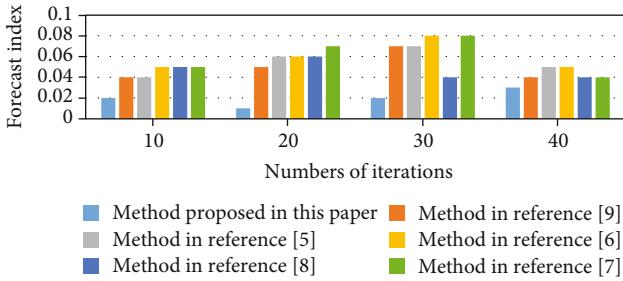 0.1
0.08
0.06
0.04
0.02
0
Forecast index
10 20 30 40
Numbers of iterations
Method proposed in this paper Method in reference [9]
Method in reference [5] Method in reference [6]
Method in reference [8] Method in reference [7]